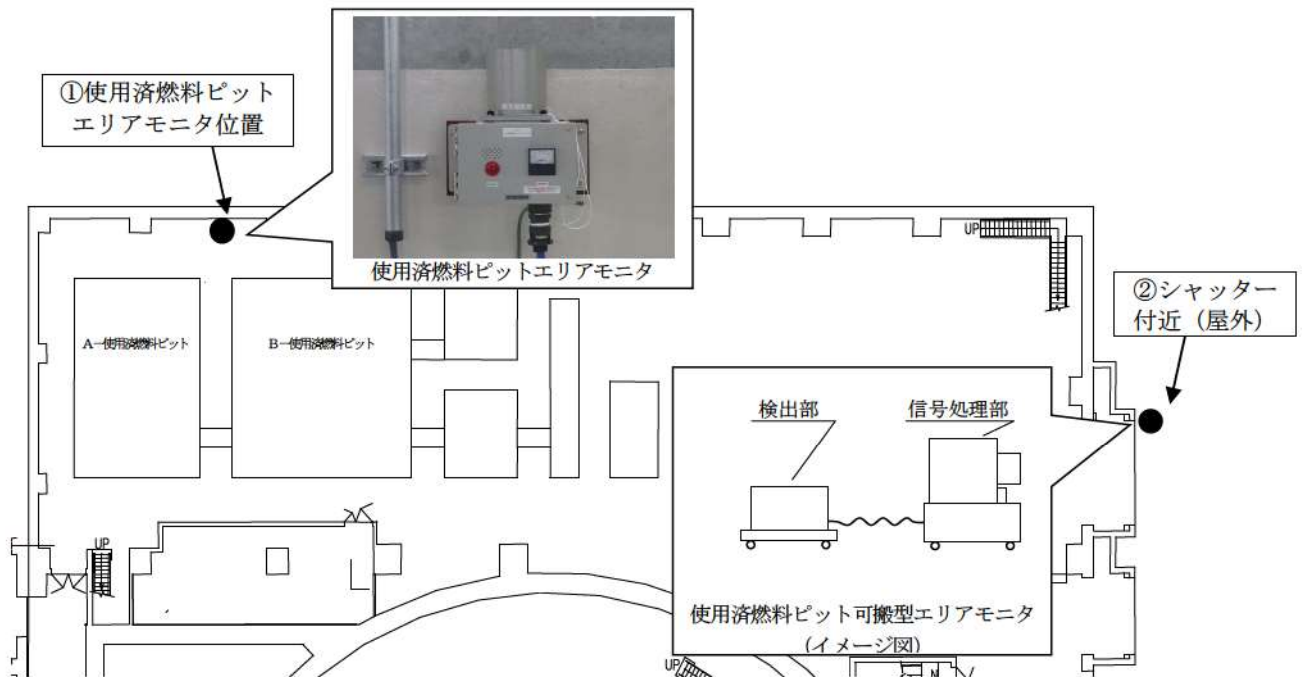 ①使用済燃料ピット
エリアモニタ位置
使用済燃料ピットエリアモニタ
UP
②シャッター
付近（屋外）
A－使用済燃料ピット
B－使用済燃料ピット
検出部
信号処理部
使用済燃料ピット可搬型エリアモニタ
（イメージ図）
UP
UP
N